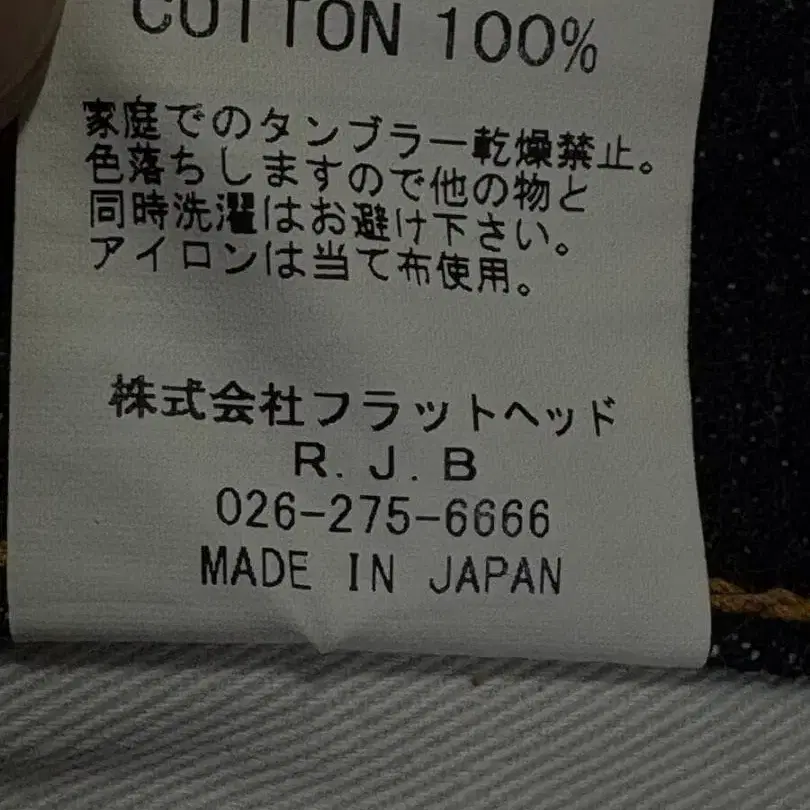 COTTON 100%
家庭でのタンブラー乾燥禁止。
色落ちしますので他の物と
同時洗濯はお避け下さい。
アイロンは当て布使用。
株式会社フラットヘッド
R.J.B
026-275-6666
MADE IN JAPAN